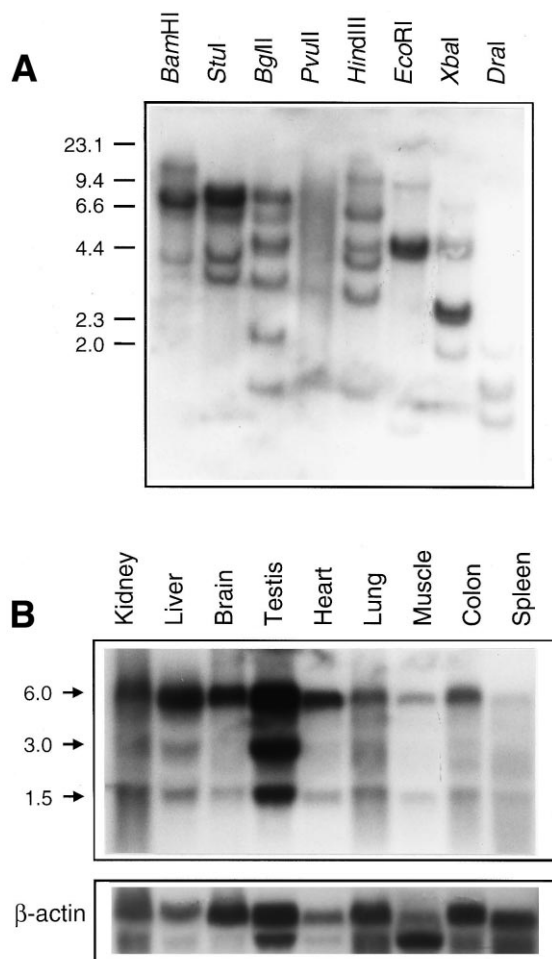 A
BamHI StuI BglII PvuII HindIII EcoRI XbaI DraI
23.1
9.4
6.6
4.4
2.3
2.0
B
Kidney Liver Brain Testis Heart Lung Muscle Colon Spleen
6.0
3.0
1.5
β-actin